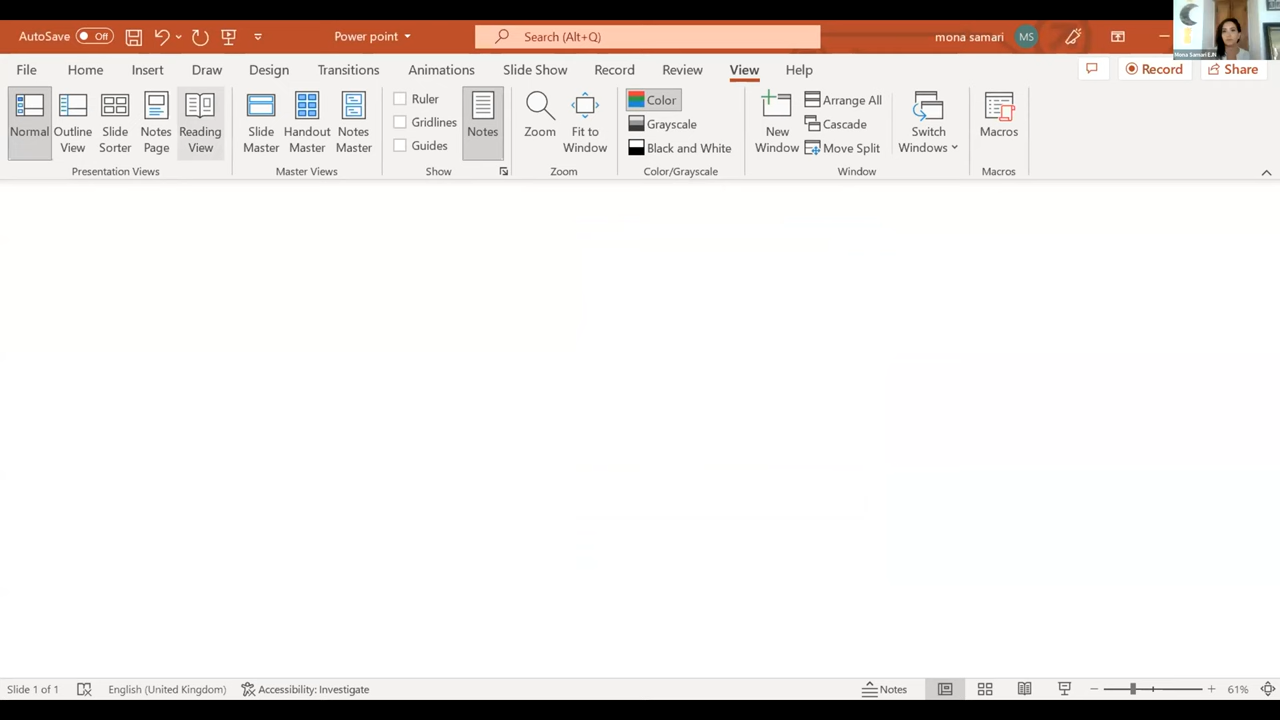 AutoSave Off Power point Search (Alt+Q) mona samari MS
File Home Insert Draw Design Transitions Animations Slide Show Record Review View Help Record Share
Normal Outline View Slide Sorter Notes Page Reading View
Presentation Views
Slide Master Handout Master Notes Master
Master Views
Ruler
Gridlines
Guides
Notes
Show
Zoom Fit to Window
Zoom
Color
Grayscale
Black and White
Color/Grayscale
New Window
Arrange All
Cascade
Move Split
Switch Windows
Window
Macros
Macros
Slide 1 of 1 English (United Kingdom) Accessibility: Investigate Notes 61%
Mona Samari EJN